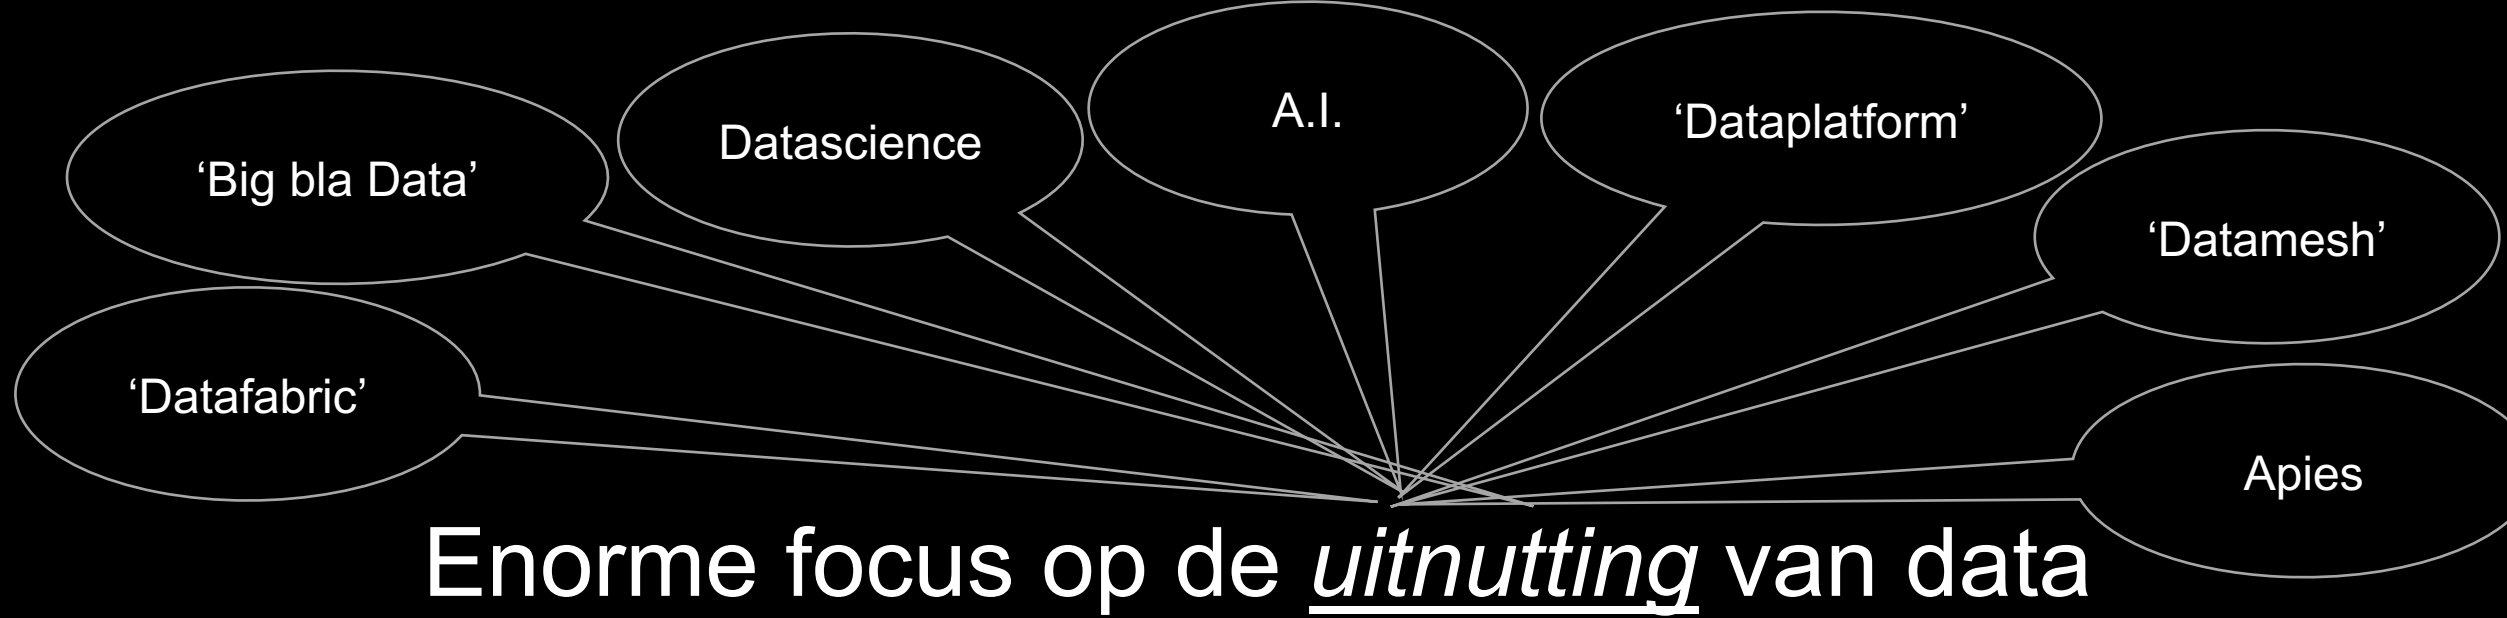 A.I.
‘Dataplatform’
Datascience
‘Big bla Data’
‘Datamesh’
‘Datafabric’
Apies
Enorme focus op de uitnutting van data